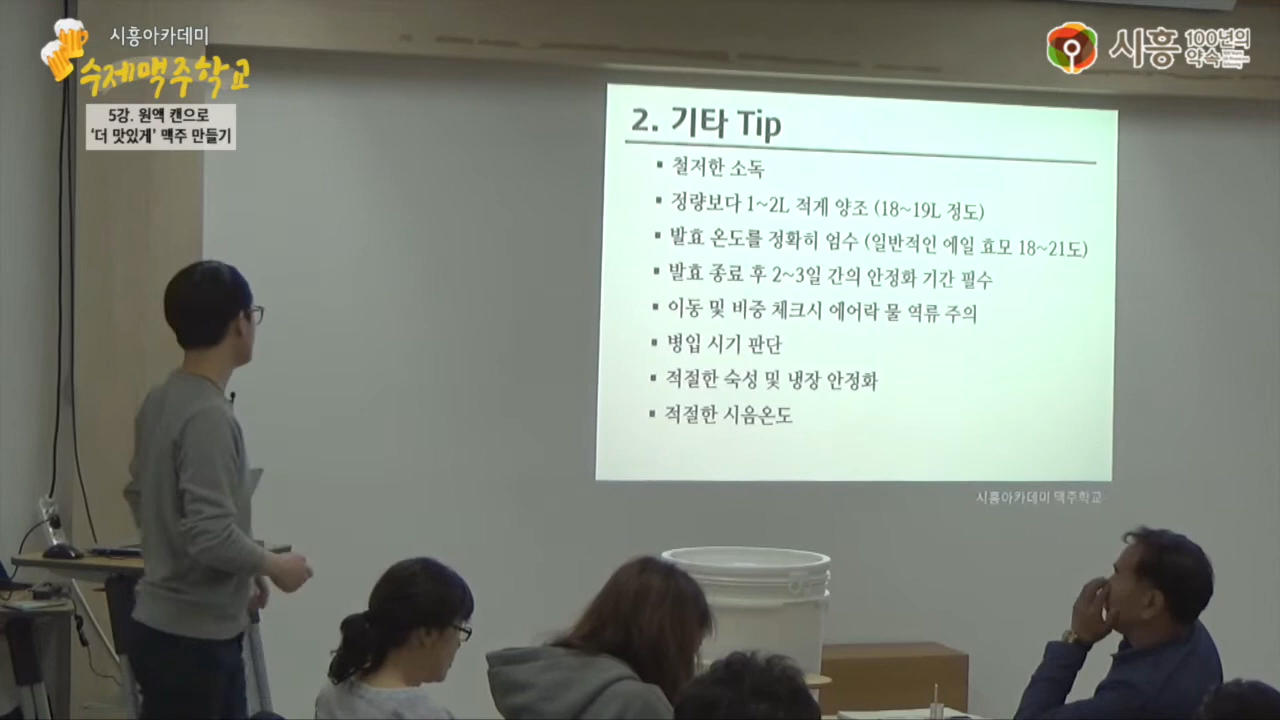 시흥아카데미
수제맥주학교
5강. 원액 캔으로
‘더 맛있게’ 맥주 만들기
시흥 100년의 약속
2. 기타 Tip
▪ 철저한 소독
▪ 정량보다 1~2L 적게 양조 (18~19L 정도)
▪ 발효 온도를 정확히 엄수 (일반적인 에일 효모 18~21도)
▪ 발효 종료 후 2~3일 간의 안정화 기간 필수
▪ 이동 및 비중 체크시 에어락 물 역류 주의
▪ 병입 시기 판단
▪ 적절한 숙성 및 냉장 안정화
▪ 적절한 시음온도
시흥아카데미 맥주학교